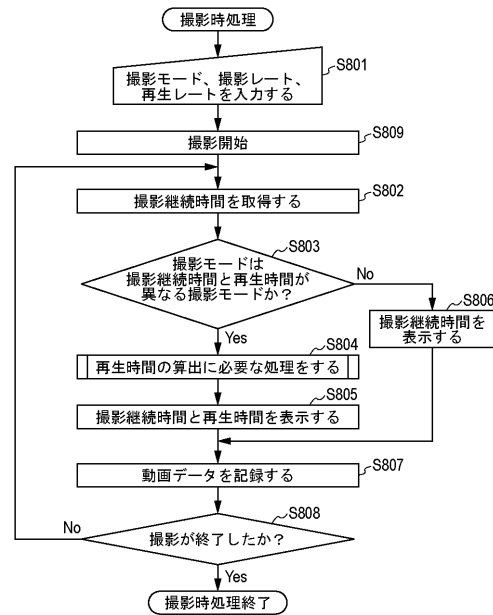 撮影時処理
S801
撮影モード、撮影レート、
再生レートを入力する
S809
撮影開始
S802
撮影継続時間を取得する
S803
撮影モードは
撮影継続時間と再生時間が
異なる撮影モードか？
No
S806
撮影継続時間を
表示する
Yes
S804
再生時間の算出に必要な処理をする
S805
撮影継続時間と再生時間を表示する
S807
動画データを記録する
S808
No
撮影が終了したか？
Yes
撮影時処理終了